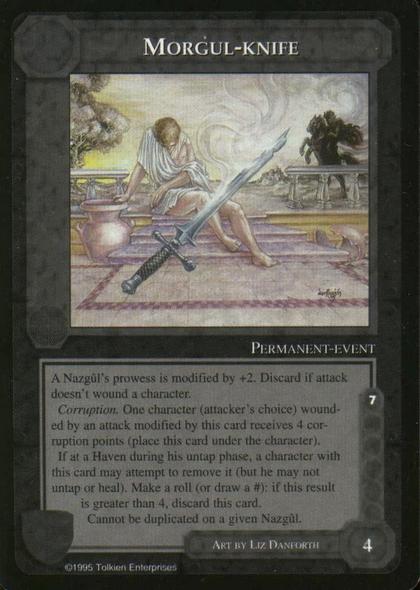 MORGUL-KNIFE
PERMANENT-EVENT
A Nazgûl's prowess is modified by +2. Discard if attack
doesn't wound a character.
Corruption. One character (attacker's choice) wound-
ed by an attack modified by this card receives 4 cor-
ruption points (place this card under the character).
If at a Haven during his untap phase, a character with
this card may attempt to remove it (but he may not
untap or heal). Make a roll (or draw a #): if this result
is greater than 4, discard this card.
Cannot be duplicated on a given Nazgûl.
7
ART BY LIZ DANFORTH
4
©1995 Tolkien Enterprises